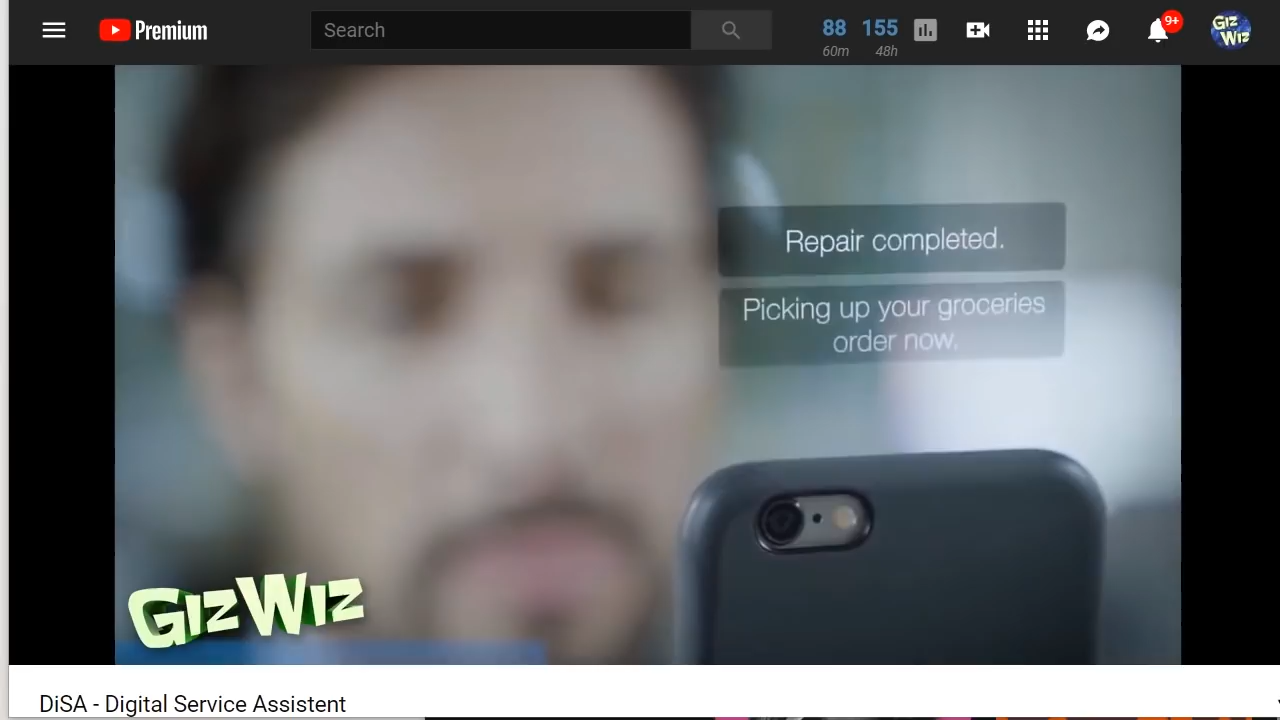 Premium
Search
88 155
60m 48h
9+
GIZ
WIZ
Repair completed.
Picking up your groceries
order now.
GIZWIZ
DiSA - Digital Service Assistent